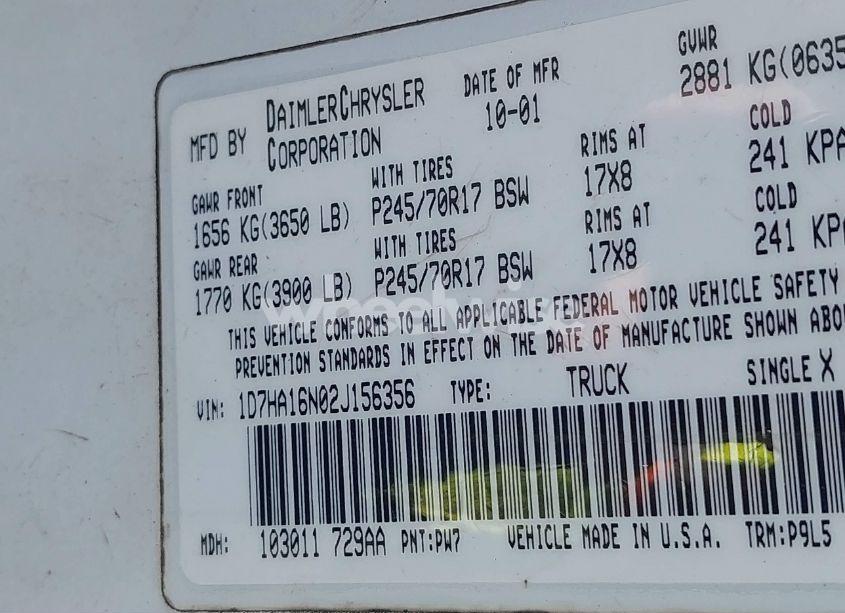 MFD BY DAIMLERCHRYSLER CORPORATION DATE OF MFR 10-01 GVWR 2881 KG(0635
GAWR FRONT WITH TIRES RIMS AT COLD
1656 KG(3650 LB) P245/70R17 BSW 17X8 241 KPA
GAWR REAR WITH TIRES RIMS AT COLD
1770 KG(3900 LB) P245/70R17 BSW 17X8 241 KP
THIS VEHICLE CONFORMS TO ALL APPLICABLE FEDERAL MOTOR VEHICLE SAFETY
PREVENTION STANDARDS IN EFFECT ON THE DATE OF MANUFACTURE SHOWN ABO
VIN: 1D7HA16N02J156356 TYPE: TRUCK SINGLE X
MDH: 103011 729AA PNT:PW7 VEHICLE MADE IN U.S.A. TRM:P9L5